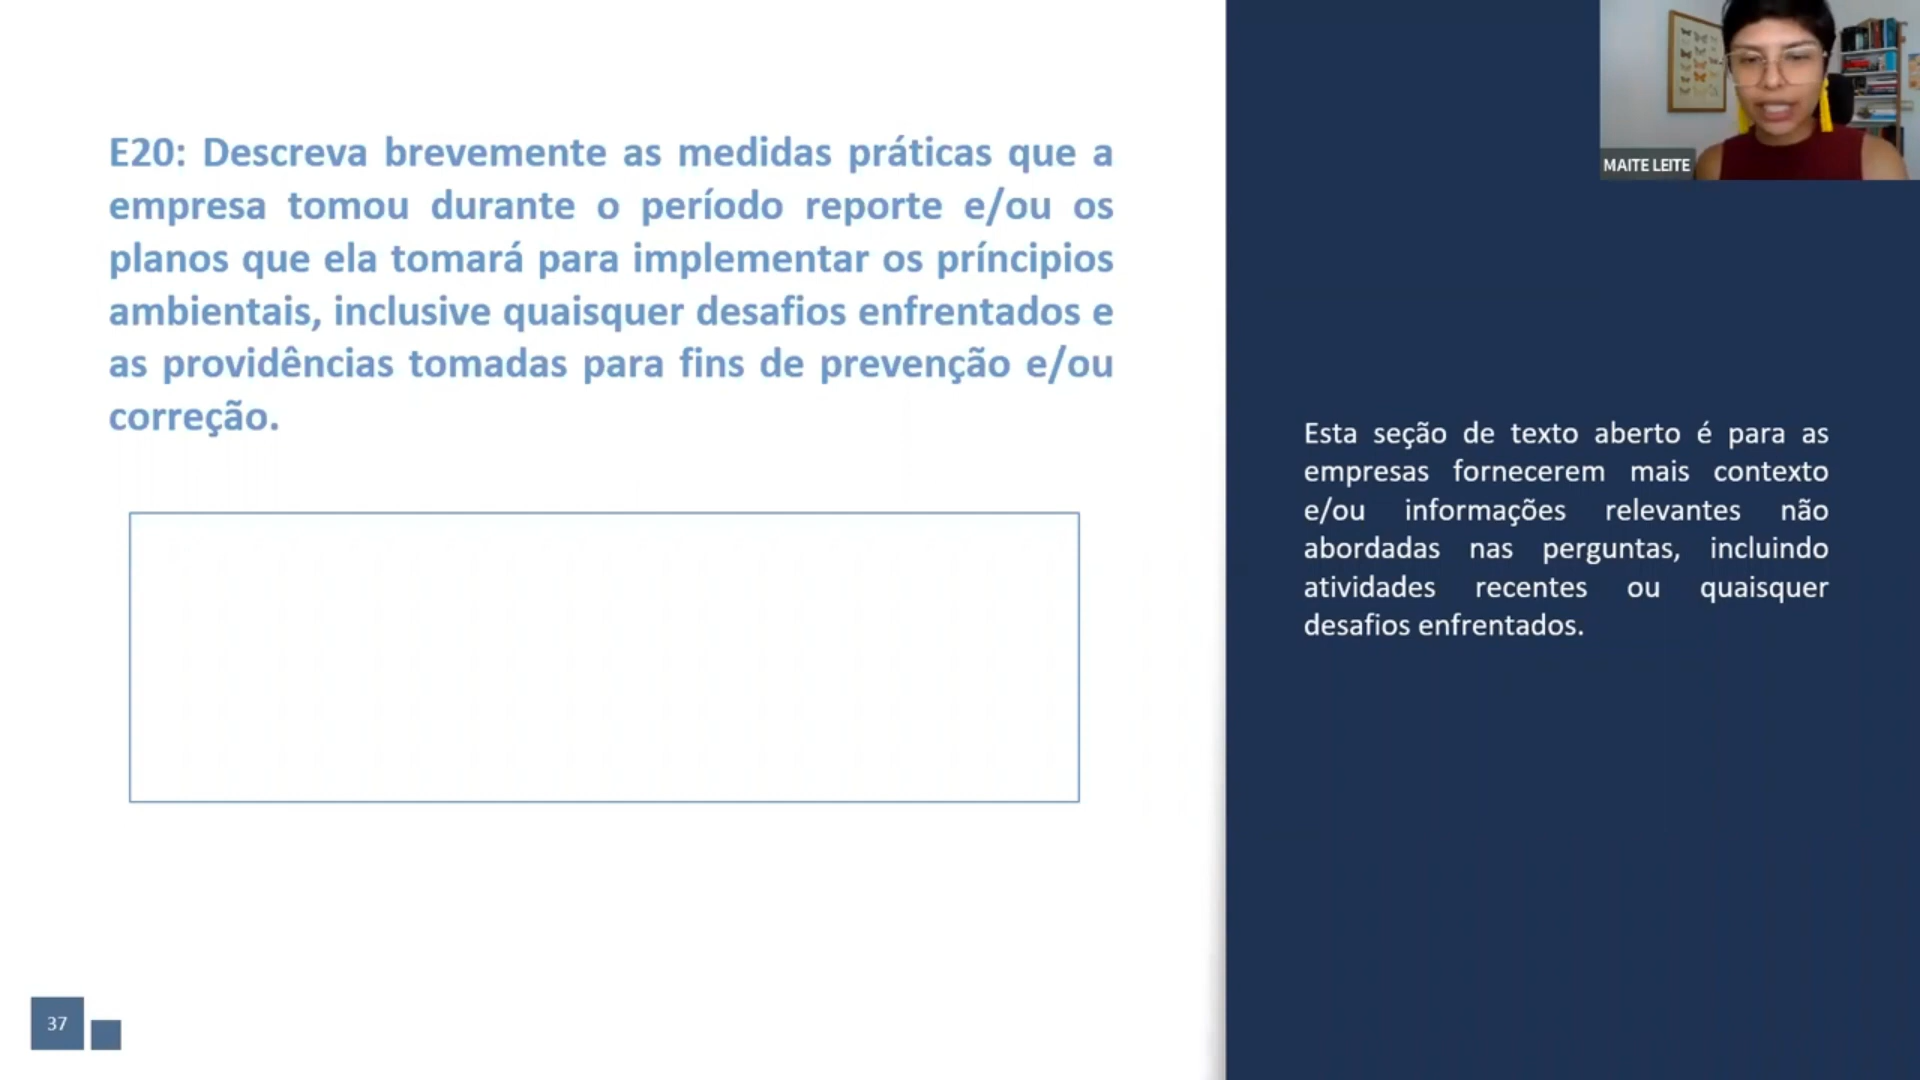 E20: Descreva brevemente as medidas práticas que a
empresa tomou durante o período reporte e/ou os
planos que ela tomará para implementar os príncipios
ambientais, inclusive quaisquer desafios enfrentados e
as providências tomadas para fins de prevenção e/ou
correção.
Esta seção de texto aberto é para as
empresas fornecerem mais contexto
e/ou informações relevantes não
abordadas nas perguntas, incluindo
atividades recentes ou quaisquer
desafios enfrentados.
MAITE LEITE
37